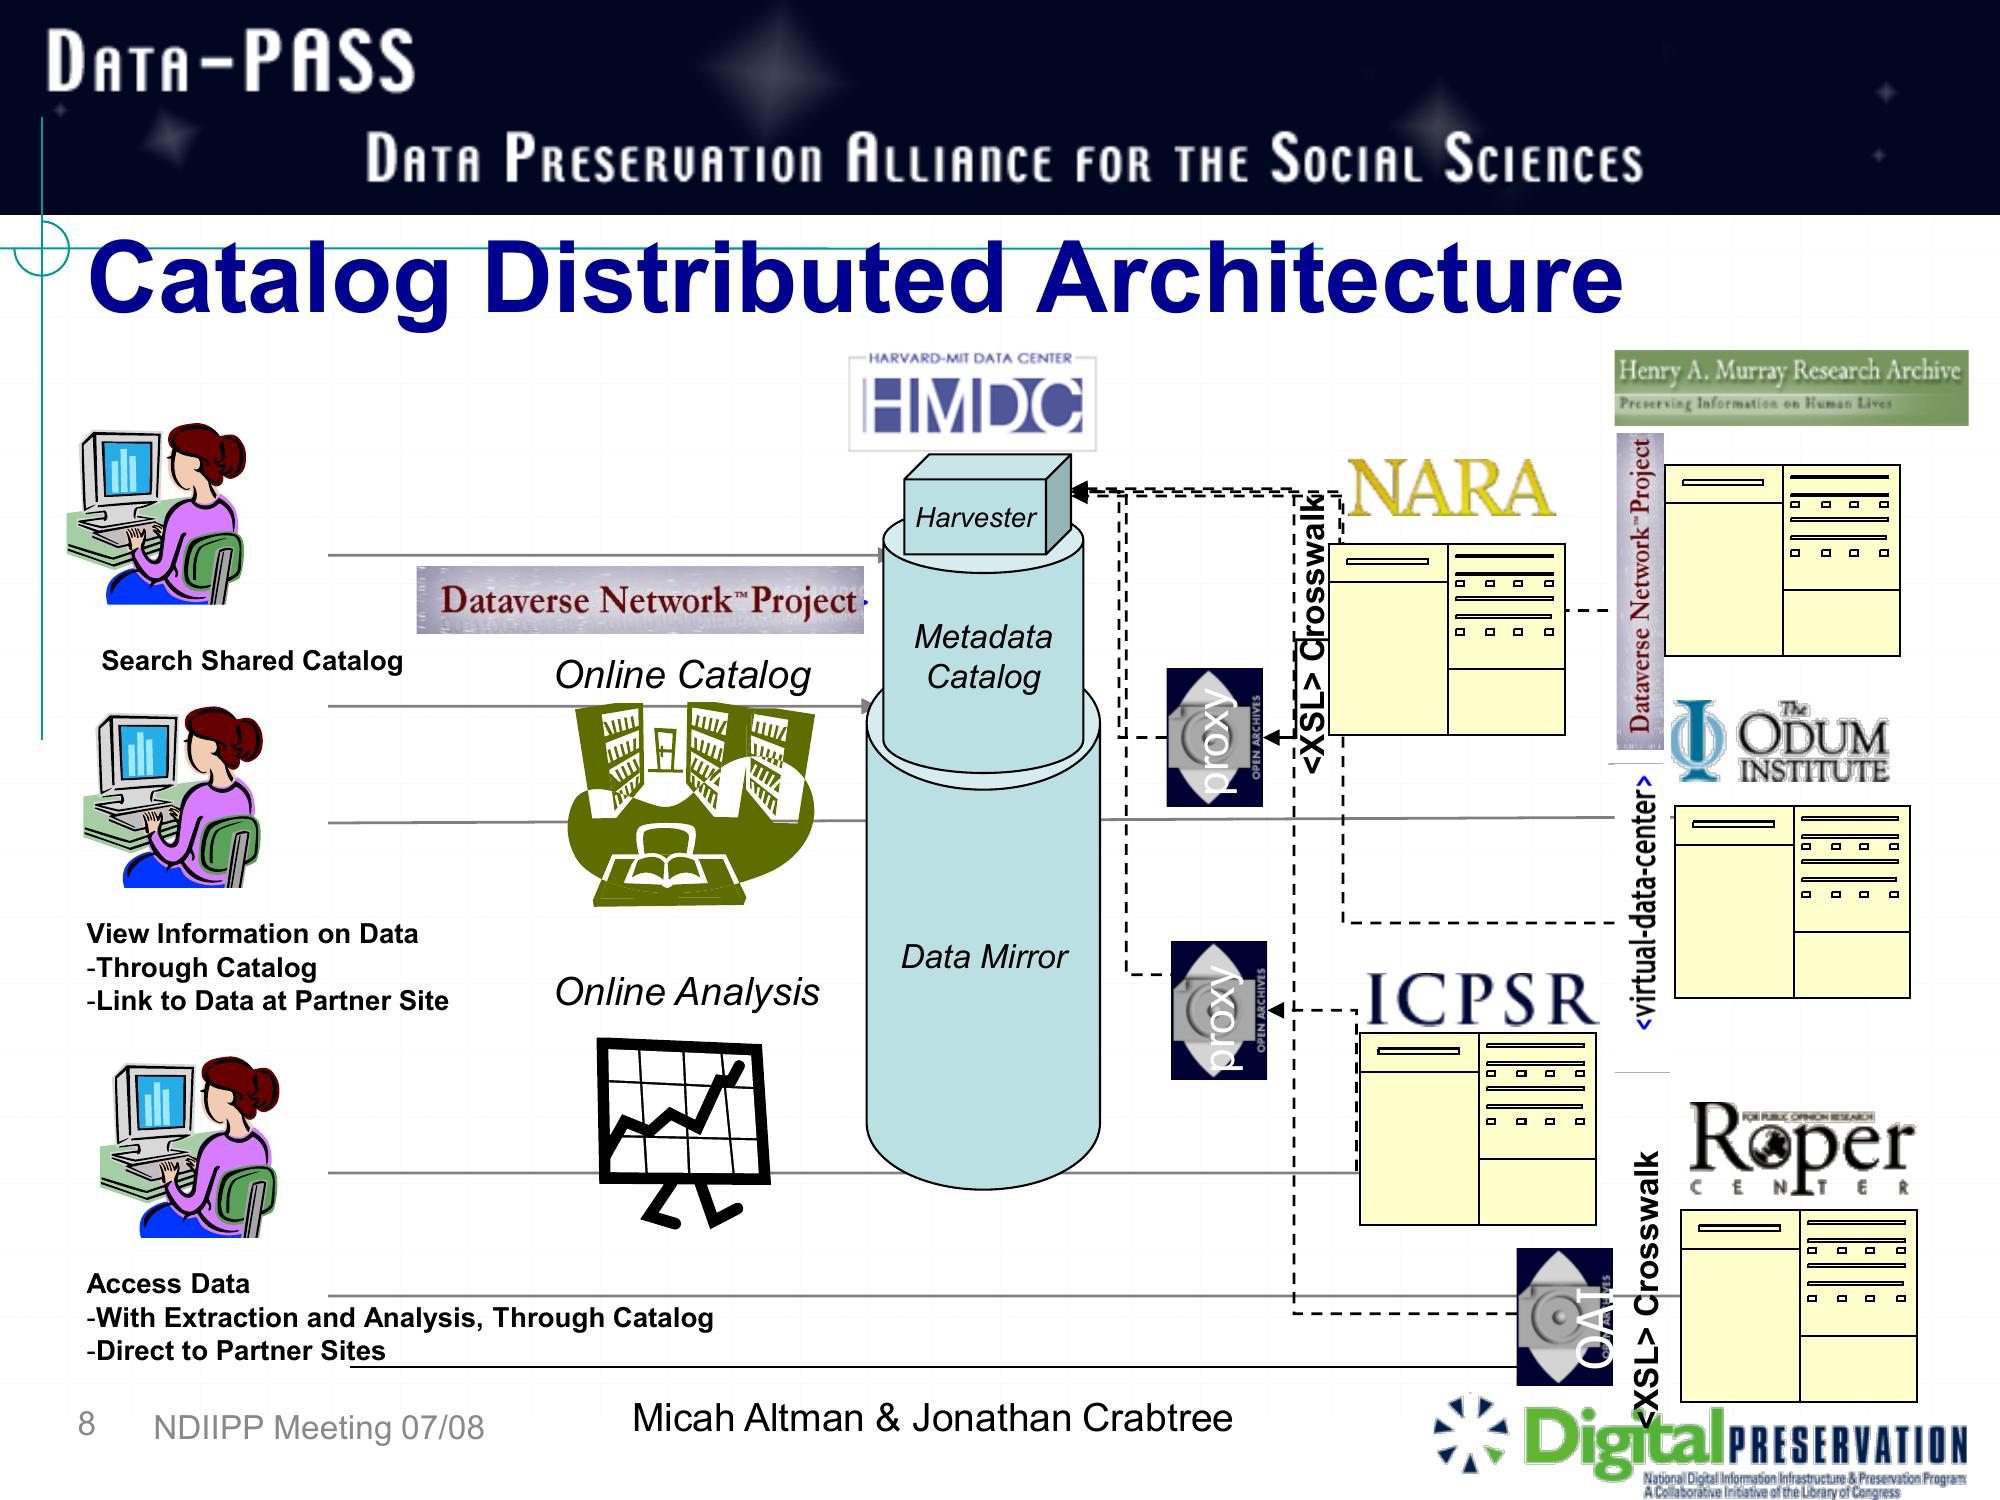 Data-PASS
Data Preservation Alliance for the Social Sciences
Catalog Distributed Architecture
HARVARD-MIT DATA CENTER
HMDC
Henry A. Murray Research Archive
Preserving Information on Human Lives
NARA
Harvester
Dataverse Network™ Project
Dataverse Network™ Project
<XSL> Crosswalk
Metadata
Catalog
Search Shared Catalog
Online Catalog
proxy
OPEN ARCHIVES
The
ODUM
INSTITUTE
<virtual-data-center>
View Information on Data
-Through Catalog
-Link to Data at Partner Site
Data Mirror
Online Analysis
proxy
OPEN ARCHIVES
ICPSR
FOR PUBLIC OPINION RESEARCH
Roper
CENTER
<XSL> Crosswalk
OAI
Access Data
-With Extraction and Analysis, Through Catalog
-Direct to Partner Sites
8
NDIIPP Meeting 07/08
Micah Altman & Jonathan Crabtree
Digital PRESERVATION
National Digital Information Infrastructure & Preservation Program
A Collaborative Initiative of the Library of Congress